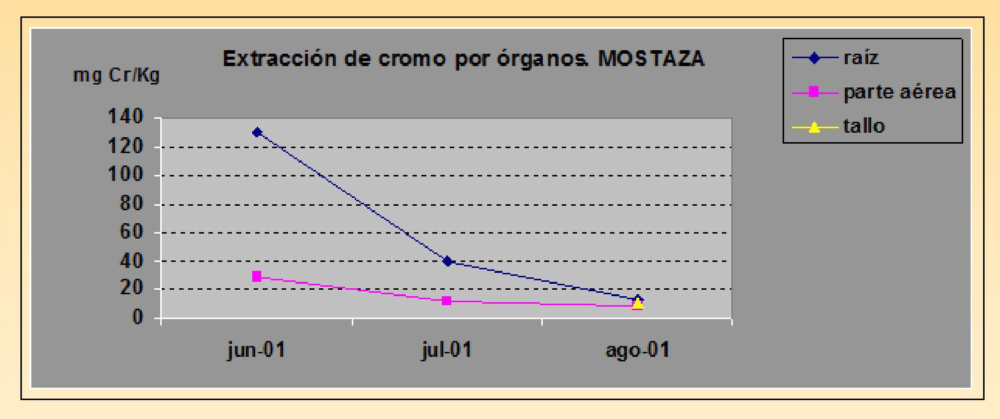 Extracción de cromo por órganos. MOSTAZA
mg Cr/Kg
raíz
parte aérea
tallo
140
120
100
80
60
40
20
0
jun-01 jul-01 ago-01